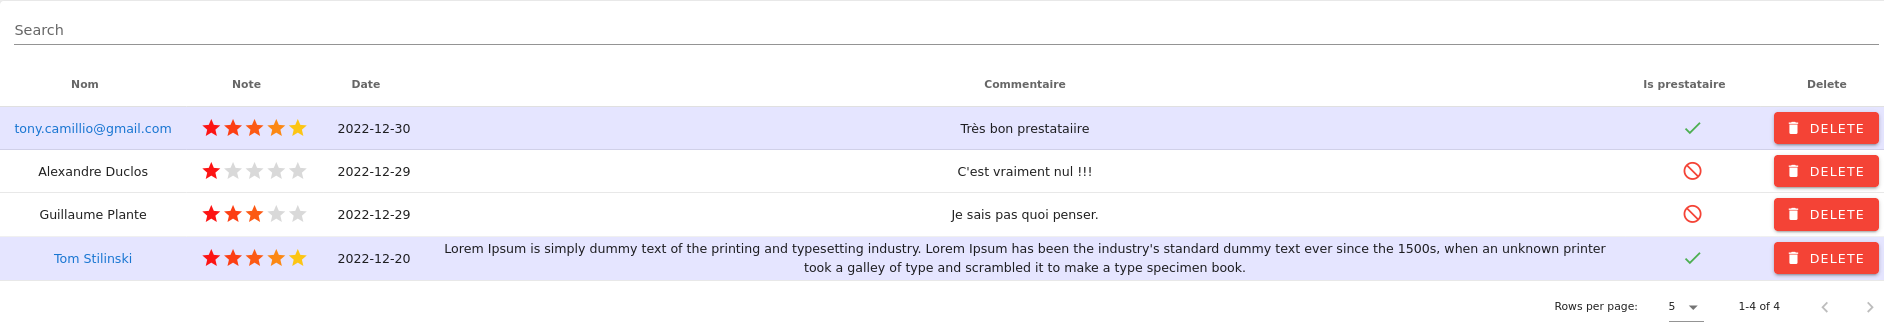 Search
Nom Note Date Commentaire Is prestataire Delete
tony.camillio@gmail.com 2022-12-30 Très bon prestataiire DELETE
Alexandre Duclos 2022-12-29 C'est vraiment nul !!! DELETE
Guillaume Plante 2022-12-29 Je sais pas quoi penser. DELETE
Tom Stilinski 2022-12-20 Lorem Ipsum is simply dummy text of the printing and typesetting industry. Lorem Ipsum has been the industry's standard dummy text ever since the 1500s, when an unknown printer DELETE
took a galley of type and scrambled it to make a type specimen book.
Rows per page: 5 1-4 of 4